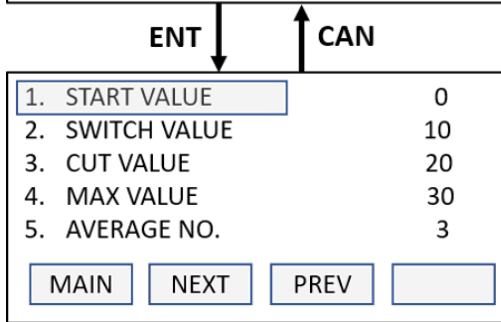 ENT CAN
1. START VALUE 0
2. SWITCH VALUE 10
3. CUT VALUE 20
4. MAX VALUE 30
5. AVERAGE NO. 3
MAIN NEXT PREV